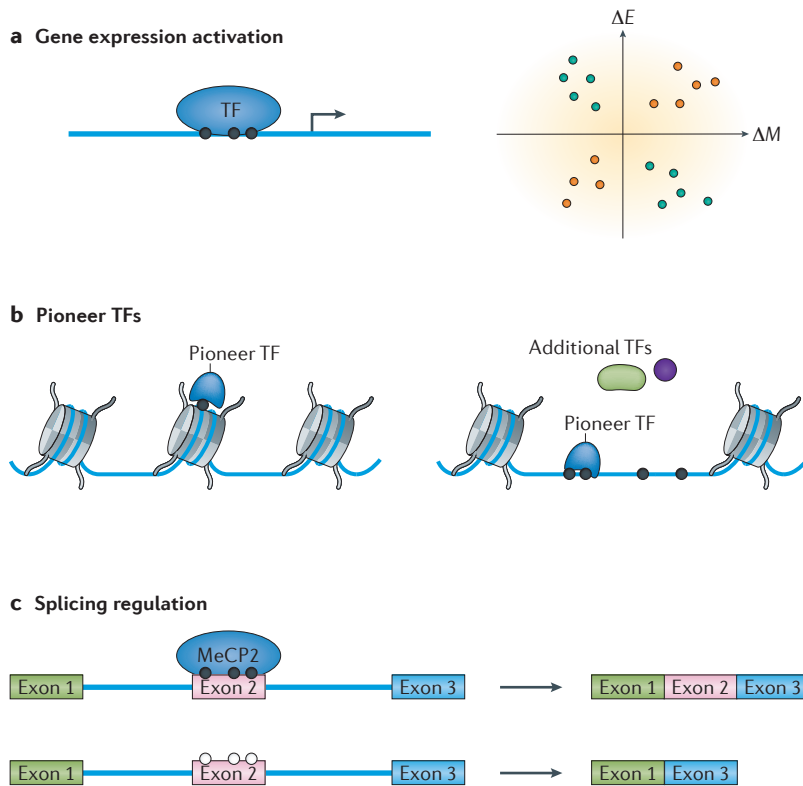 a Gene expression activation
TF
ΔE
ΔM
b Pioneer TFs
Pioneer TF
Additional TFs
Pioneer TF
c Splicing regulation
MeCP2
Exon 1 Exon 2 Exon 3
Exon 1 Exon 2 Exon 3
Exon 1 Exon 2 Exon 3
Exon 1 Exon 3